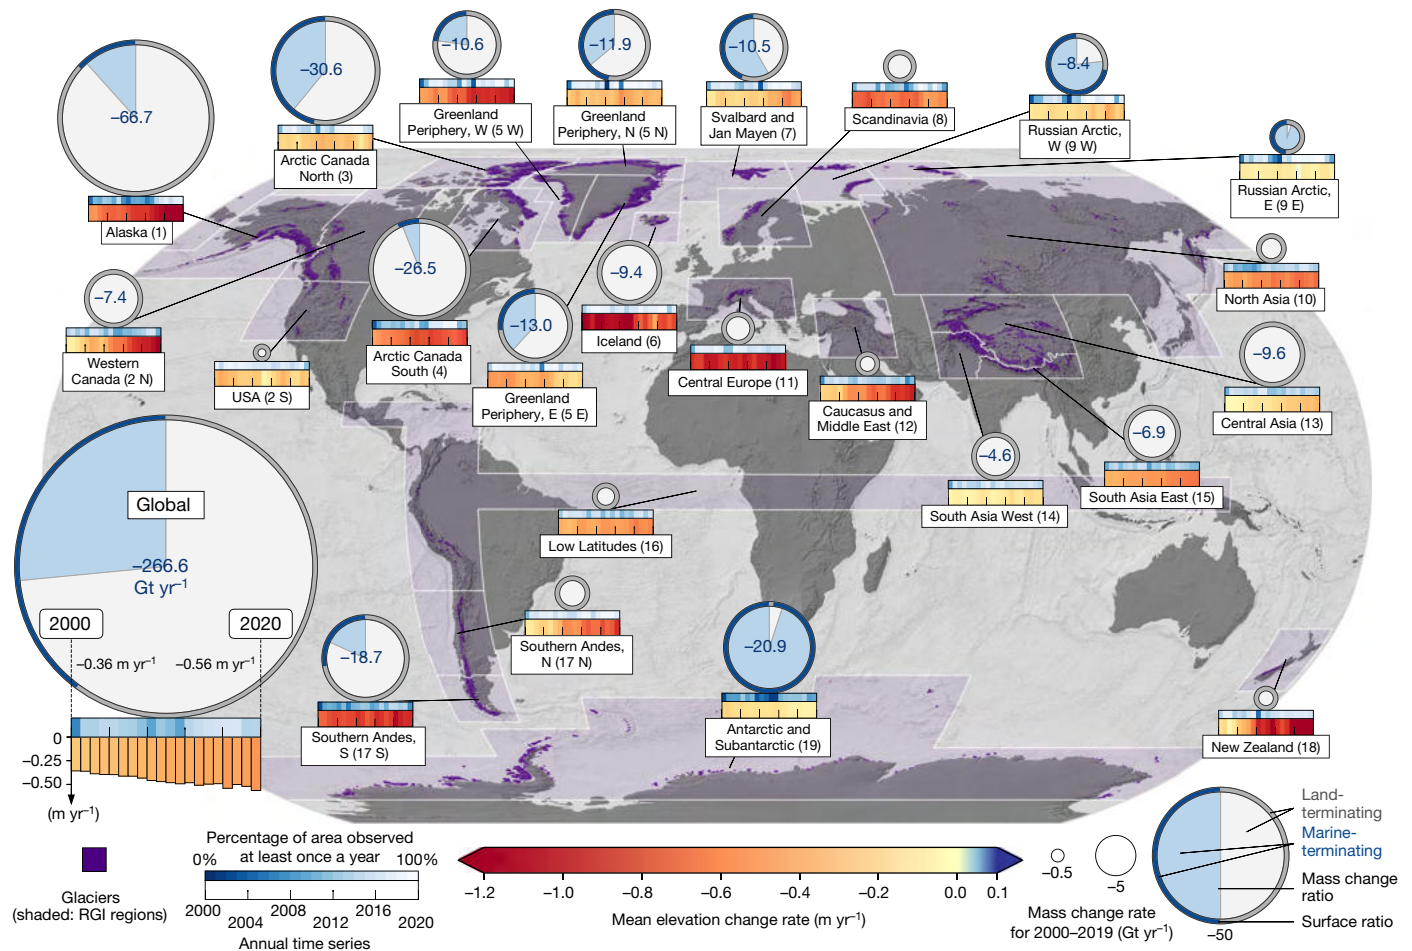 −66.7
Alaska (1)
−30.6
Arctic Canada
North (3)
−10.6
Greenland
Periphery, W (5 W)
−11.9
Greenland
Periphery, N (5 N)
−10.5
Svalbard and
Jan Mayen (7)
Scandinavia (8)
−8.4
Russian Arctic,
W (9 W)
Russian Arctic,
E (9 E)
North Asia (10)
−7.4
Western
Canada (2 N)
USA (2 S)
−26.5
Arctic Canada
South (4)
−13.0
Greenland
Periphery, E (5 E)
−9.4
Iceland (6)
Central Europe (11)
Caucasus and
Middle East (12)
−9.6
Central Asia (13)
−4.6
South Asia West (14)
−6.9
South Asia East (15)
Low Latitudes (16)
Southern Andes,
N (17 N)
−18.7
Southern Andes,
S (17 S)
−20.9
Antarctic and
Subantarctic (19)
New Zealand (18)
Global
−266.6
Gt yr−1
2000
2020
−0.36 m yr−1
−0.56 m yr−1
0
−0.25
−0.50
(m yr−1)
Glaciers
(shaded: RGI regions)
Percentage of area observed
at least once a year
0%
100%
2000
2004
2008
2012
2016
2020
Annual time series
−1.2
−1.0
−0.8
−0.6
−0.4
−0.2
0.0
0.1
Mean elevation change rate (m yr−1)
−0.5
−5
−50
Mass change rate
for 2000–2019 (Gt yr−1)
Land-
terminating
Marine-
terminating
Mass change
ratio
Surface ratio